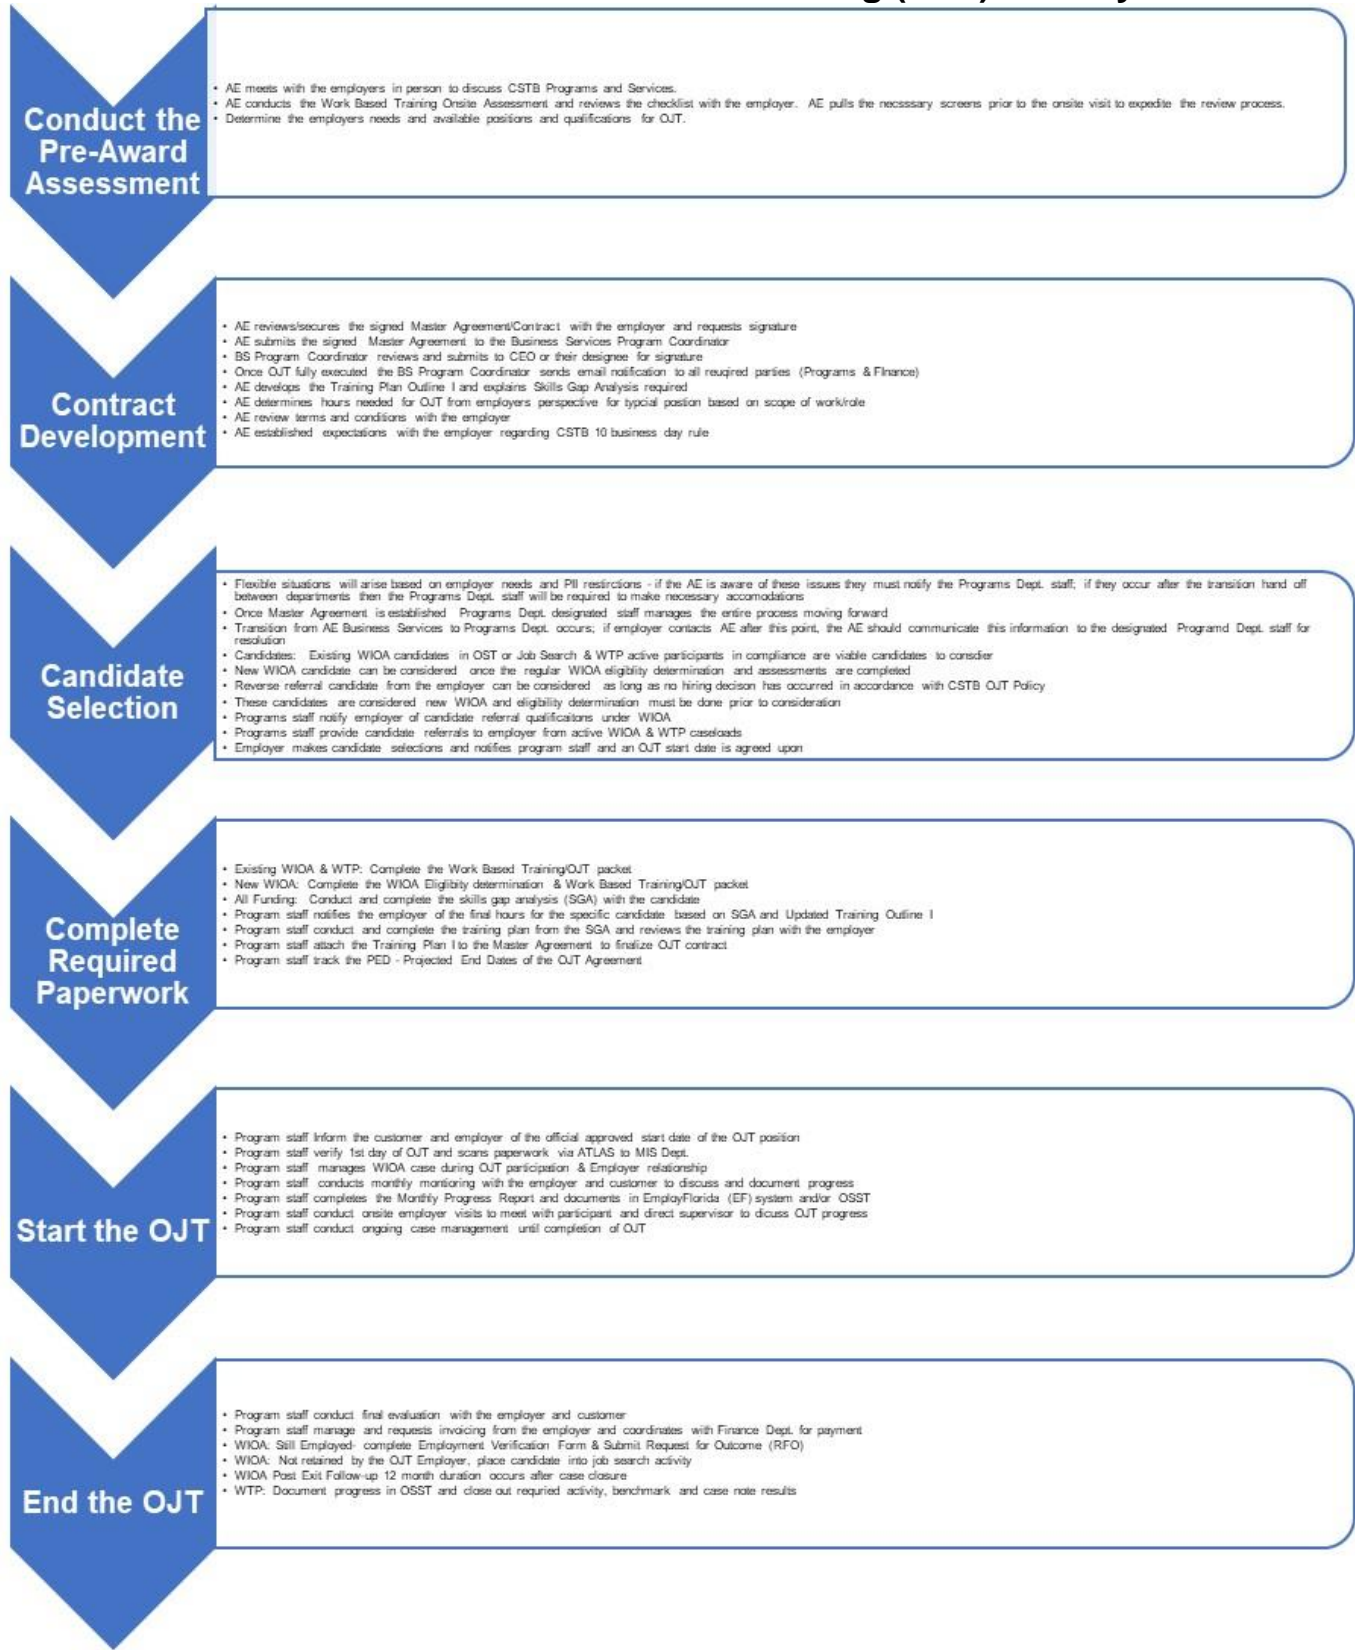 Conduct the
Pre-Award
Assessment
• AE meets with the employers in person to discuss CSTB Programs and Services.
• AE conducts the Work Based Training Onsite Assessment and reviews the checklist with the employer. AE pulls the necsssary screens prior to the onsite visit to expedite the review process.
• Determine the employers needs and available positions and qualifications for OJT.
Contract
Development
• AE reviews/secures the signed Master Agreement/Contract with the employer and requests signature
• AE submits the signed Master Agreement to the Business Services Program Coordinator
• BS Program Coordinator reviews and submits to CEO or their designee for signature
• Once OJT fully executed the BS Program Coordinator sends email notification to all reuqired parties (Programs & FInance)
• AE develops the Training Plan Outline I and explains Skills Gap Analysis required
• AE determines hours needed for OJT from employers perspective for typcial postion based on scope of work/role
• AE review terms and conditions with the employer
• AE established expectations with the employer regarding CSTB 10 business day rule
Candidate
Selection
• Flexible situations will arise based on employer needs and PII restirctions - if the AE is aware of these issues they must notify the Programs Dept. staff; if they occur after the transition hand off
between departments then the Programs Dept. staff will be required to make necessary accomodations
• Once Master Agreement is established Programs Dept. designated staff manages the entire process moving forward
• Transition from AE Business Services to Programs Dept. occurs; if employer contacts AE after this point, the AE should communicate this information to the designated Programd Dept. staff for
resolution
• Candidates: Existing WIOA candidates in OST or Job Search & WTP active participants in compliance are viable candidates to consdier
• New WIOA candidate can be considered once the regular WIOA eligiblity determination and assessments are completed
• Reverse referral candidate from the employer can be considered as long as no hiring decison has occurred in accordance with CSTB OJT Policy
• These candidates are considered new WIOA and eligibility determination must be done prior to consideration
• Programs staff notify employer of candidate referral qualificaitons under WIOA
• Programs staff provide candidate referrals to employer from active WIOA & WTP caseloads
• Employer makes candidate selections and notifies program staff and an OJT start date is agreed upon
Complete
Required
Paperwork
• Existing WIOA & WTP: Complete the Work Based Training/OJT packet
• New WIOA: Complete the WIOA Eligibity determination & Work Based Training/OJT packet
• All Funding: Conduct and complete the skills gap analysis (SGA) with the candidate
• Program staff notifies the employer of the final hours for the specific candidate based on SGA and Updated Training Outline I
• Program staff conduct and complete the training plan from the SGA and reviews the training plan with the employer
• Program staff attach the Training Plan I to the Master Agreement to finalize OJT contract
• Program staff track the PED - Projected End Dates of the OJT Agreement
Start the OJT
• Program staff Inform the customer and employer of the official approved start date of the OJT position
• Program staff verify 1st day of OJT and scans paperwork via ATLAS to MIS Dept.
• Program staff manages WIOA case during OJT participation & Employer relationship
• Program staff conducts monthly montioring with the employer and customer to discuss and document progress
• Program staff completes the Monthly Progress Report and documents in EmployFlorida (EF) system and/or OSST
• Program staff conduct onsite employer visits to meet with participant and direct supervisor to dicuss OJT progress
• Program staff conduct ongoing case management until completion of OJT
End the OJT
• Program staff conduct final evaluation with the employer and customer
• Program staff manage and requests invoicing from the employer and coordinates with Finance Dept. for payment
• WIOA: Still Employed- complete Employment Verification Form & Submit Request for Outcome (RFO)
• WIOA: Not retained by the OJT Employer, place candidate into job search activity
• WIOA Post Exit Follow-up 12 month duration occurs after case closure
• WTP: Document progress in OSST and close out requried activity, benchmark and case note results